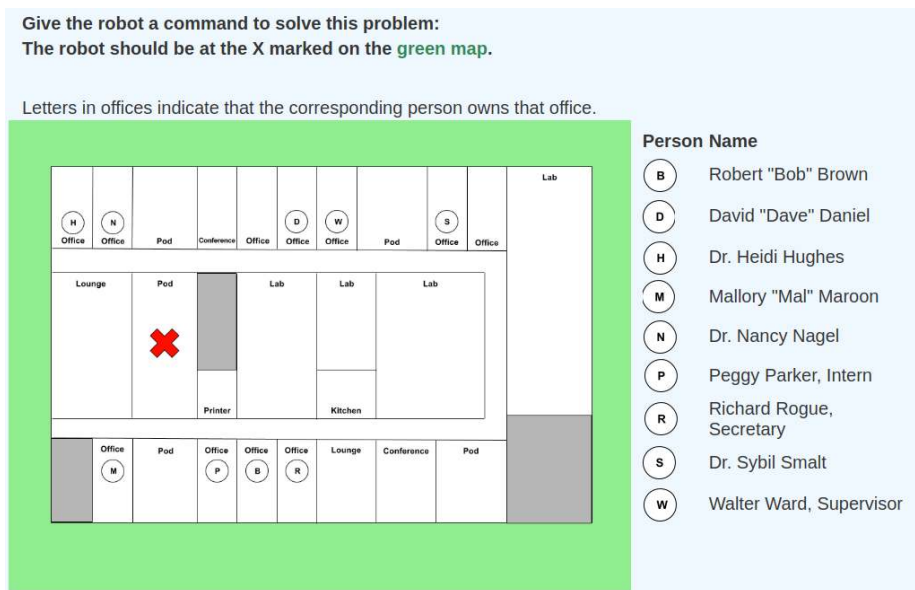 Give the robot a command to solve this problem:
The robot should be at the X marked on the green map.
Letters in offices indicate that the corresponding person owns that office.
Person Name
B Robert "Bob" Brown
D David "Dave" Daniel
H Dr. Heidi Hughes
M Mallory "Mal" Maroon
N Dr. Nancy Nagel
P Peggy Parker, Intern
R Richard Rogue,
Secretary
S Dr. Sybil Smalt
W Walter Ward, Supervisor
Lab
H N D W S
Office Office Pod Conference Office Office Office Pod Office Office
Lounge Pod Lab Lab Lab
Printer Kitchen
Office Pod Office Office Office Lounge Conference Pod
M P B R